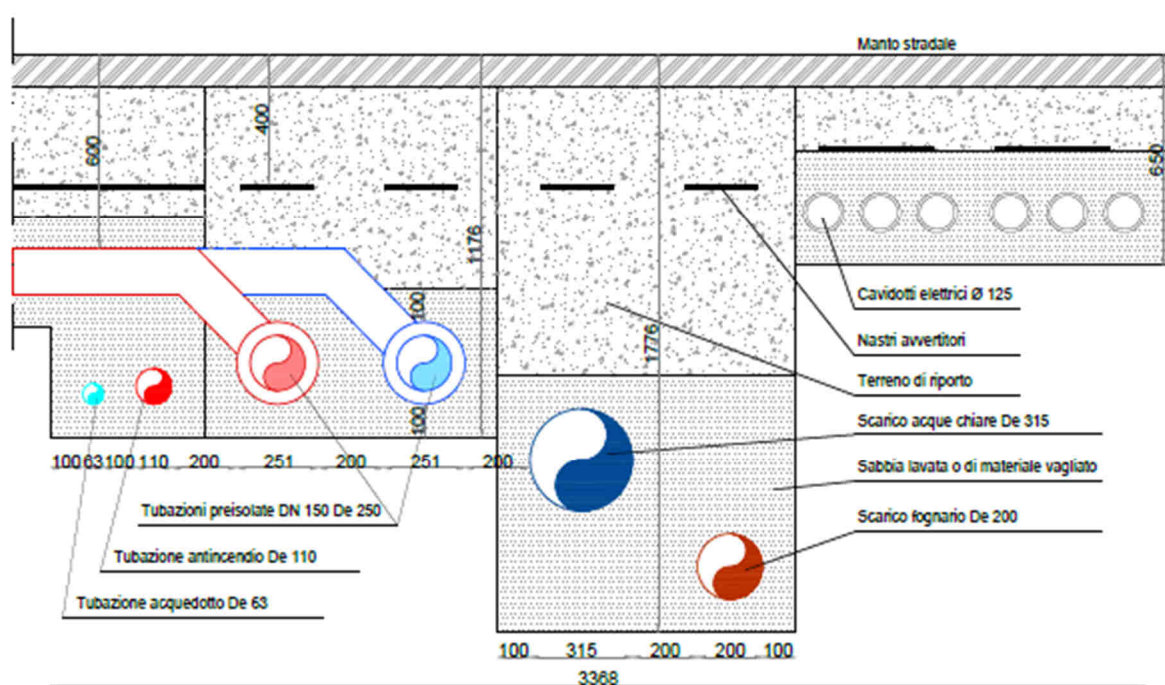 Manto stradale
400
600
650
1176
Cavidotti elettrici Ø 125
100
1776
Nastri avvertitori
Terreno di riporto
Scarico acque chiare De 315
100
100 63 100 110 200 251 200 251 200
Sabbia lavata o di materiale vagliato
Tubazioni preisolate DN 150 De 250
Scarico fognario De 200
Tubazione antincendio De 110
Tubazione acquedotto De 63
100 315 200 200 100
3368